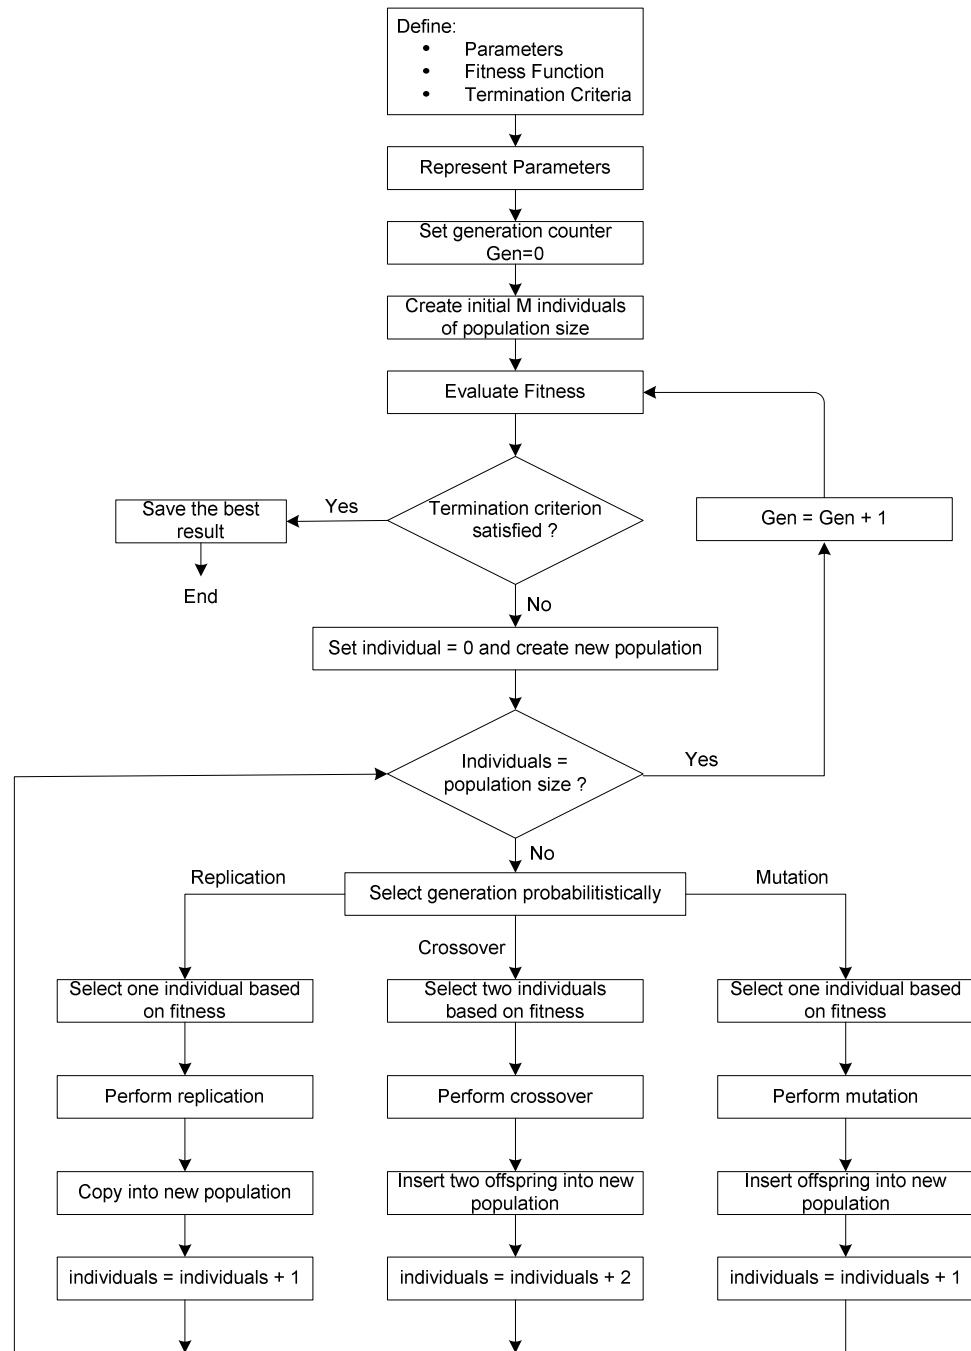 Define:
• Parameters
• Fitness Function
• Termination Criteria
Represent Parameters
Set generation counter
Gen=0
Create initial M individuals
of population size
Evaluate Fitness
Termination criterion
satisfied ?
Yes
Save the best
result
End
Gen = Gen + 1
No
Set individual = 0 and create new population
Individuals =
population size ?
Yes
No
Replication
Select generation probabilitistically
Mutation
Crossover
Select one individual based
on fitness
Select two individuals
based on fitness
Select one individual based
on fitness
Perform replication
Perform crossover
Perform mutation
Copy into new population
Insert two offspring into new
population
Insert offspring into new
population
individuals = individuals + 1
individuals = individuals + 2
individuals = individuals + 1